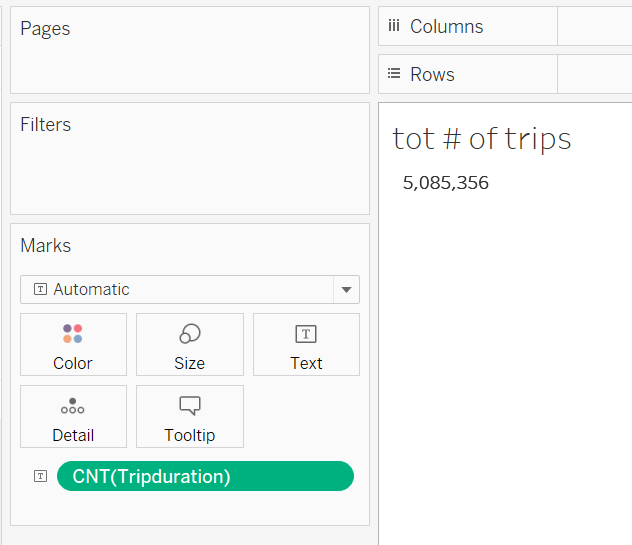 Pages
Filters
Marks
T Automatic
Color Size T Text
Detail Tooltip
T CNT(Tripduration)
Columns
Rows
tot # of trips
5,085,356